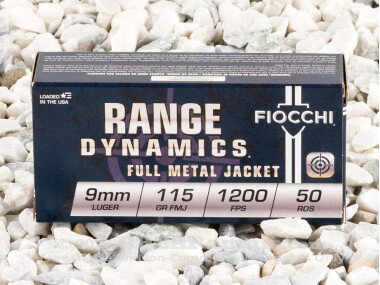 LOADED
IN THE USA
RANGE
DYNAMICS
FULL METAL JACKET
FIOCCHI
9mm
LUGER
115
GR FMJ
1200
FPS
50
RDS